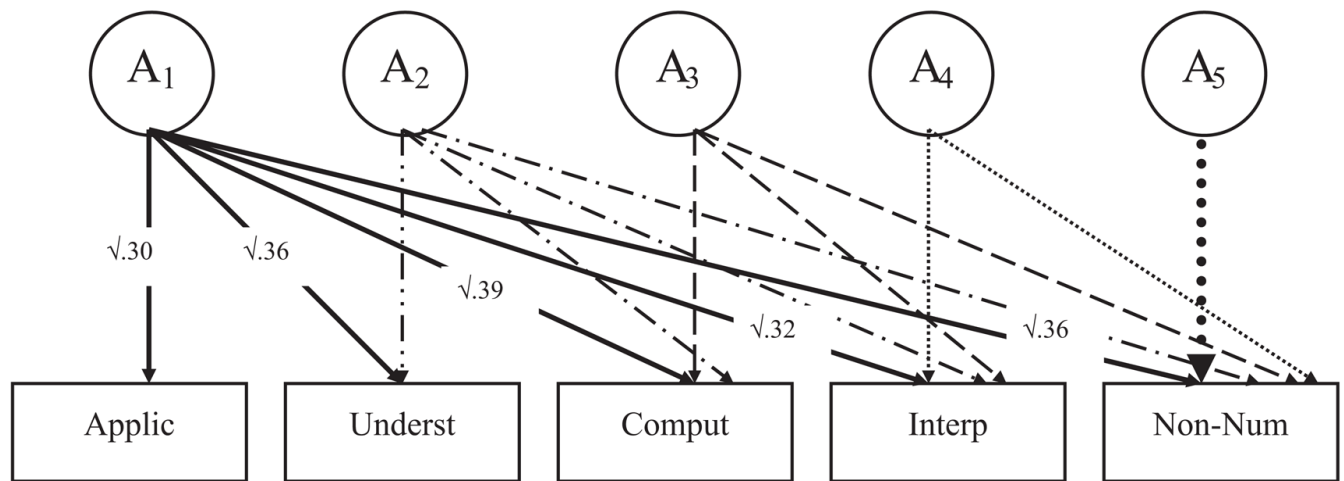 A₁ A₂ A₃ A₄ A₅
√.30 √.36 √.39 √.32 √.36
Applic Underst Comput Interp Non-Num